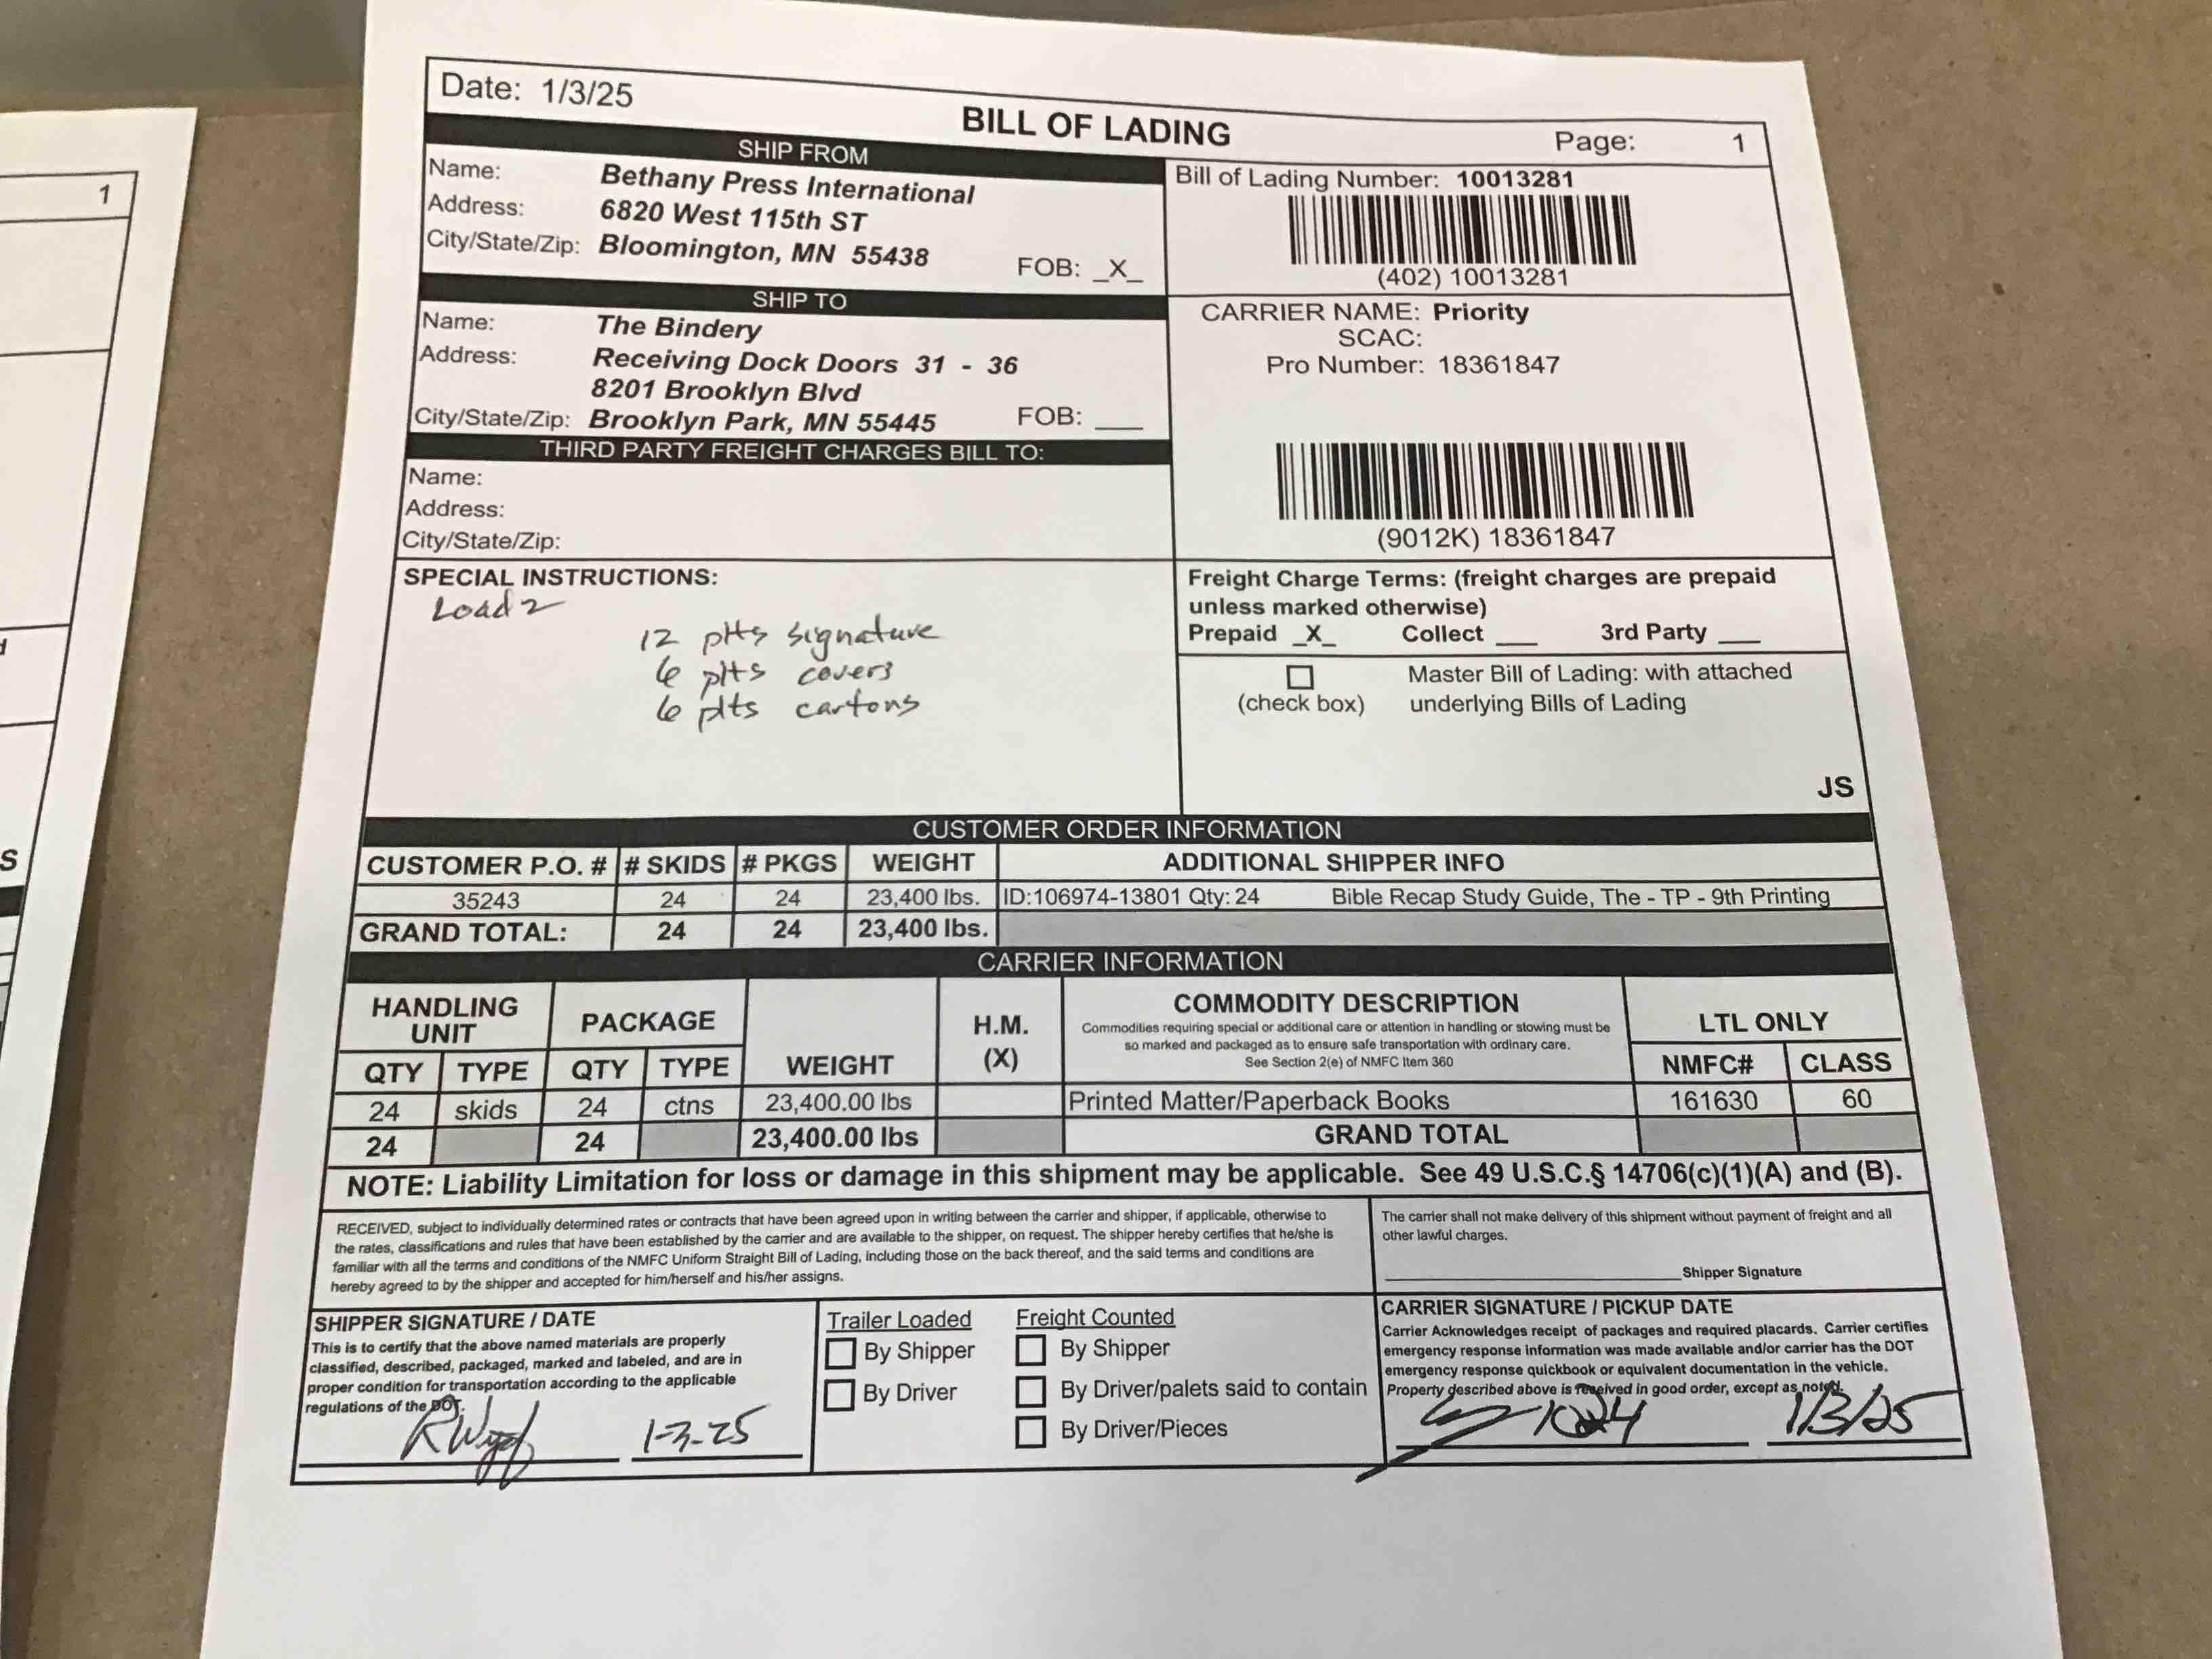 Date: 1/3/25
BILL OF LADING
Page: 1
SHIP FROM
Name: Bethany Press International
Address: 6820 West 115th ST
City/State/Zip: Bloomington, MN 55438
FOB: _X_
Bill of Lading Number: 10013281
(402) 10013281
SHIP TO
Name: The Bindery
Address: Receiving Dock Doors 31 - 36
8201 Brooklyn Blvd
City/State/Zip: Brooklyn Park, MN 55445
FOB: ___
CARRIER NAME: Priority
SCAC:
Pro Number: 18361847
(9012K) 18361847
THIRD PARTY FREIGHT CHARGES BILL TO:
Name:
Address:
City/State/Zip:
SPECIAL INSTRUCTIONS:
Load 2
12 plts signature
6 plts covers
6 plts cartons
Freight Charge Terms: (freight charges are prepaid
unless marked otherwise)
Prepaid _X_ Collect ___ 3rd Party ___
Master Bill of Lading: with attached
(check box) underlying Bills of Lading
JS
CUSTOMER ORDER INFORMATION
CUSTOMER P.O. # # SKIDS # PKGS WEIGHT ADDITIONAL SHIPPER INFO
35243 24 24 23,400 lbs. ID:106974-13801 Qty: 24 Bible Recap Study Guide, The - TP - 9th Printing
GRAND TOTAL: 24 24 23,400 lbs.
CARRIER INFORMATION
HANDLING UNIT PACKAGE WEIGHT H.M. (X) COMMODITY DESCRIPTION LTL ONLY
Commodities requiring special or additional care or attention in handling or stowing must be
so marked and packaged as to ensure safe transportation with ordinary care.
See Section 2(e) of NMFC Item 360
QTY TYPE QTY TYPE NMFC# CLASS
24 skids 24 ctns 23,400.00 lbs Printed Matter/Paperback Books 161630 60
24 24 23,400.00 lbs GRAND TOTAL
NOTE: Liability Limitation for loss or damage in this shipment may be applicable. See 49 U.S.C.§ 14706(c)(1)(A) and (B).
RECEIVED, subject to individually determined rates or contracts that have been agreed upon in writing between the carrier and shipper, if applicable, otherwise to
the rates, classifications and rules that have been established by the carrier and are available to the shipper, on request. The shipper hereby certifies that he/she is
familiar with all the terms and conditions of the NMFC Uniform Straight Bill of Lading, including those on the back thereof, and the said terms and conditions are
hereby agreed to by the shipper and accepted for him/herself and his/her assigns.
The carrier shall not make delivery of this shipment without payment of freight and all
other lawful charges.
Shipper Signature
SHIPPER SIGNATURE / DATE
This is to certify that the above named materials are properly
classified, described, packaged, marked and labeled, and are in
proper condition for transportation according to the applicable
regulations of the DOT.
1-3-25
Trailer Loaded
By Shipper
By Driver
Freight Counted
By Shipper
By Driver/palets said to contain
By Driver/Pieces
CARRIER SIGNATURE / PICKUP DATE
Carrier Acknowledges receipt of packages and required placards. Carrier certifies
emergency response information was made available and/or carrier has the DOT
emergency response quickbook or equivalent documentation in the vehicle.
Property described above is received in good order, except as noted.
1/3/25
1